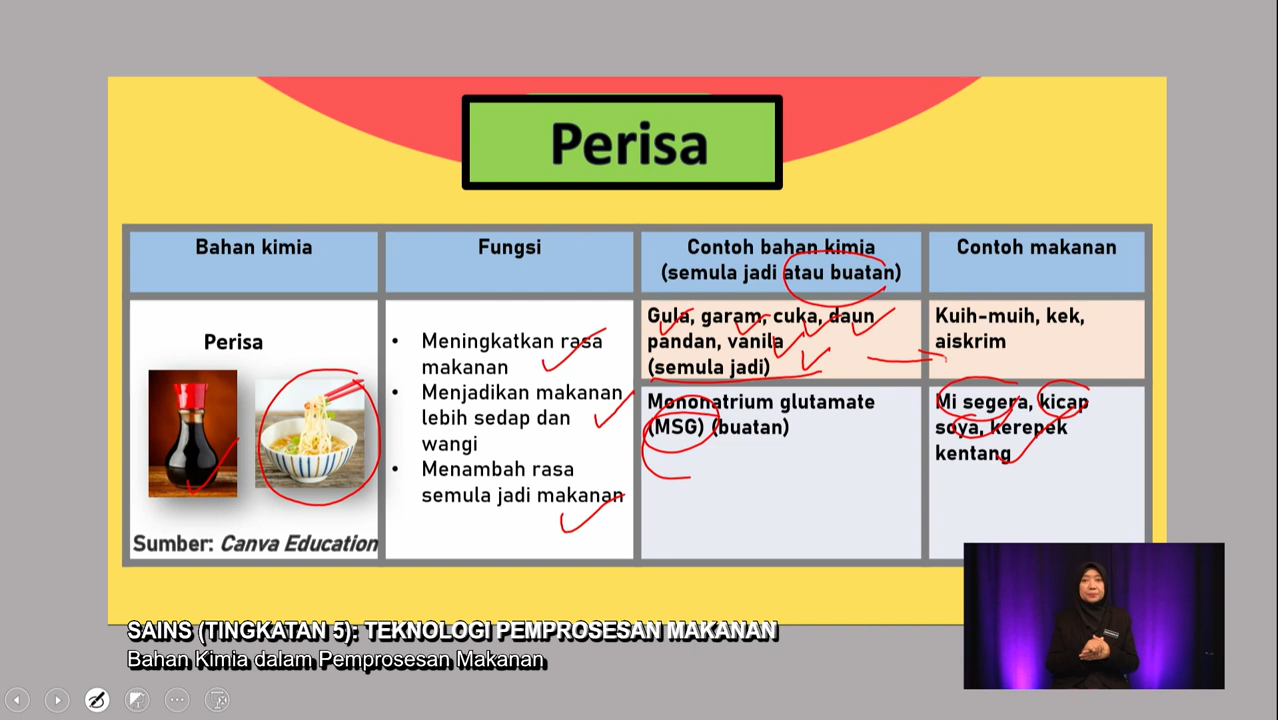 Perisa
Bahan kimia
Fungsi
Contoh bahan kimia
(semula jadi atau buatan)
Contoh makanan
Perisa
Sumber: Canva Education
• Meningkatkan rasa
makanan
• Menjadikan makanan
lebih sedap dan
wangi
• Menambah rasa
semula jadi makanan
Gula, garam, cuka, daun
pandan, vanila
(semula jadi)
Kuih-muih, kek,
aiskrim
Mononatrium glutamate
(MSG) (buatan)
Mi segera, kicap
soya, kerepek
kentang
SAINS (TINGKATAN 5): TEKNOLOGI PEMPROSESAN MAKANAN
Bahan Kimia dalam Pemprosesan Makanan